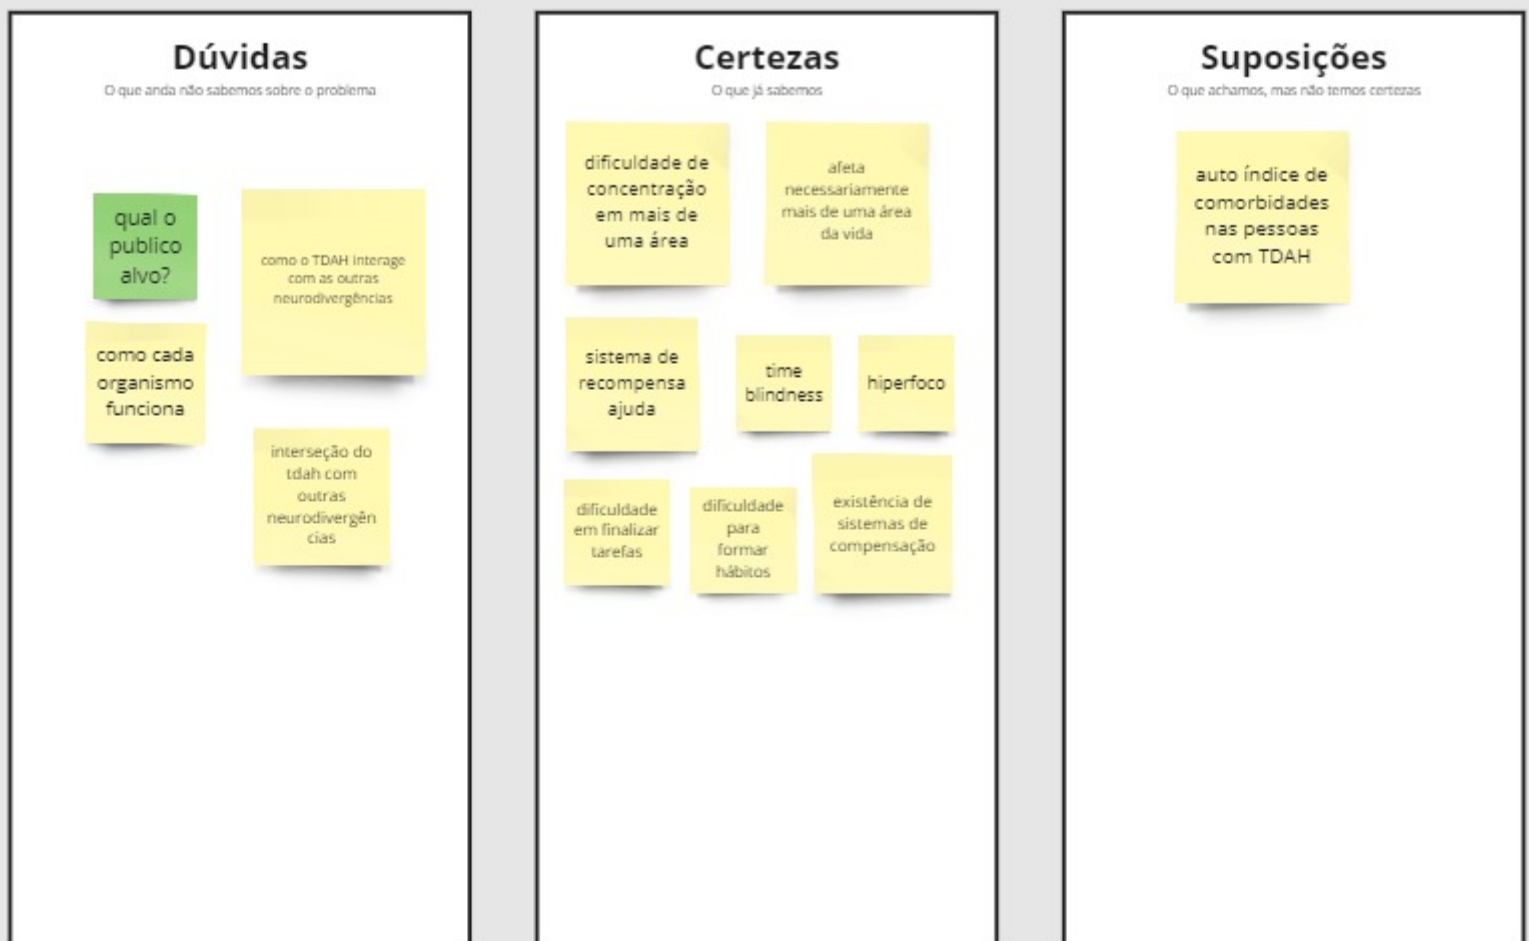 Dúvidas
O que anda não sabemos sobre o problema
qual o
publico
alvo?
como o TDAH interage
com as outras
neurodivergências
como cada
organismo
funciona
interseção do
tdah com
outras
neurodivergên
cias
Certezas
O que já sabemos
dificuldade de
concentração
em mais de
uma área
afeta
necessariamente
mais de uma área
da vida
sistema de
recompensa
ajuda
time
blindness
hiperfoco
dificuldade
em finalizar
tarefas
dificuldade
para
formar
hábitos
existência de
sistemas de
compensação
Suposições
O que achamos, mas não temos certezas
auto índice de
comorbidades
nas pessoas
com TDAH